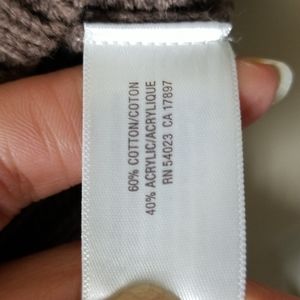 60% COTTON/COTON
40% ACRYLIC/ACRYLIQUE
RN 54023 CA 17897